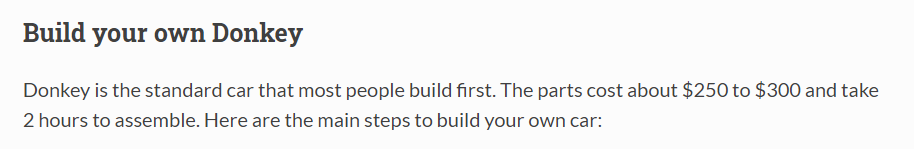 Build your own Donkey
Donkey is the standard car that most people build first. The parts cost about $250 to $300 and take
2 hours to assemble. Here are the main steps to build your own car: